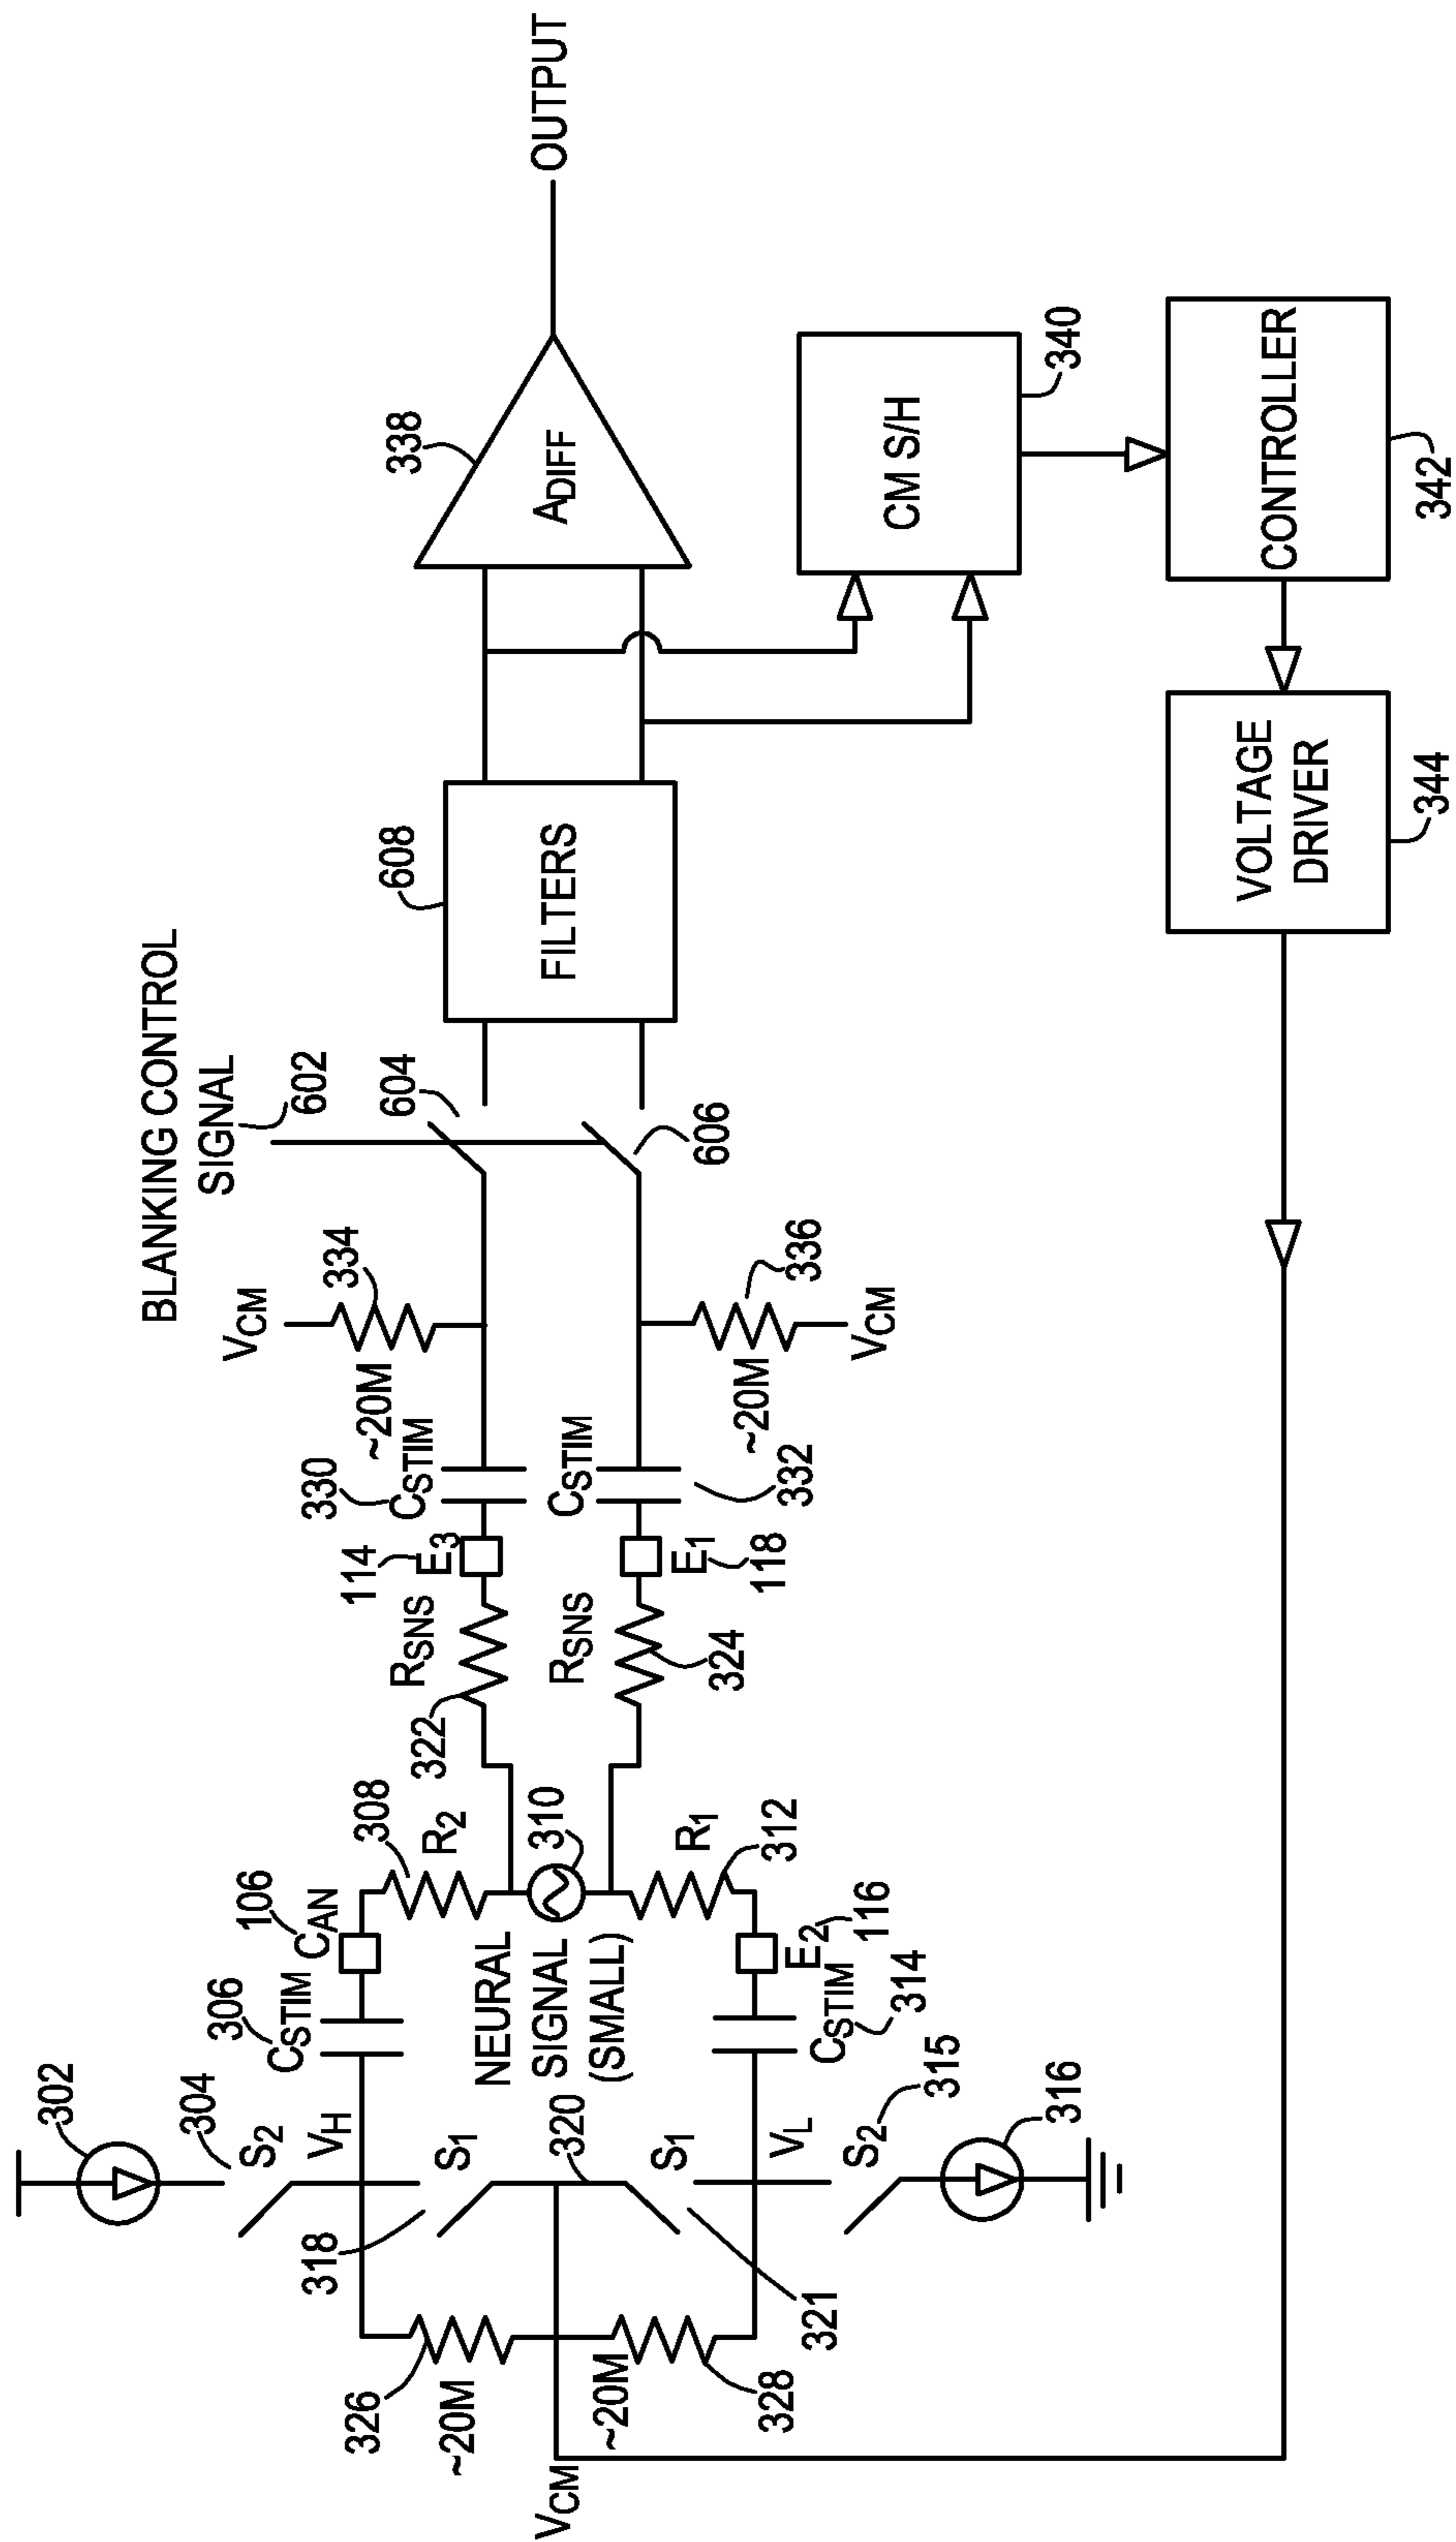 302
304
S2
VH
306
CSTIM
106
CAN
308
R2
318
S1
326
~20M
VCM
320
NEURAL
SIGNAL
(SMALL)
310
~20M
328
S1
321
VL
S2
315
316
E2
116
CSTIM
314
R1
312
322
RSNS
RSNS
324
114
E3
E1
118
330
CSTIM
CSTIM
332
VCM
334
~20M
336
~20M
VCM
BLANKING CONTROL
SIGNAL
602
604
606
608
FILTERS
338
ADIFF
OUTPUT
CM S/H
340
CONTROLLER
342
VOLTAGE
DRIVER
344